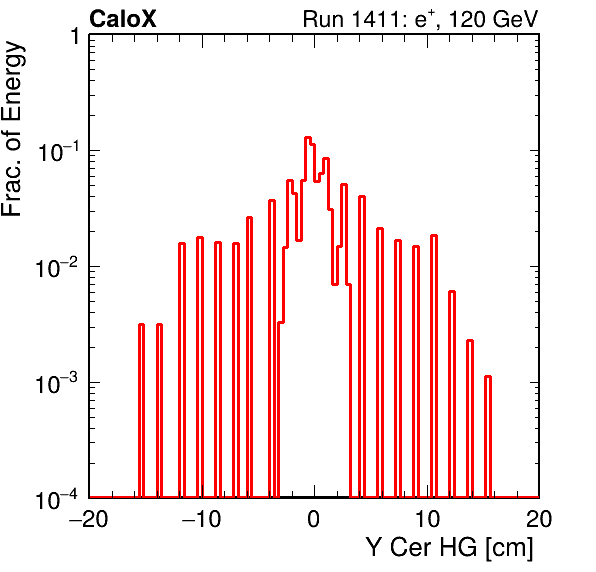 CaloX Run 1411: e⁺, 120 GeV
Frac. of Energy
1
10⁻¹
10⁻²
10⁻³
10⁻⁴
−20 −10 0 10 20
Y Cer HG [cm]